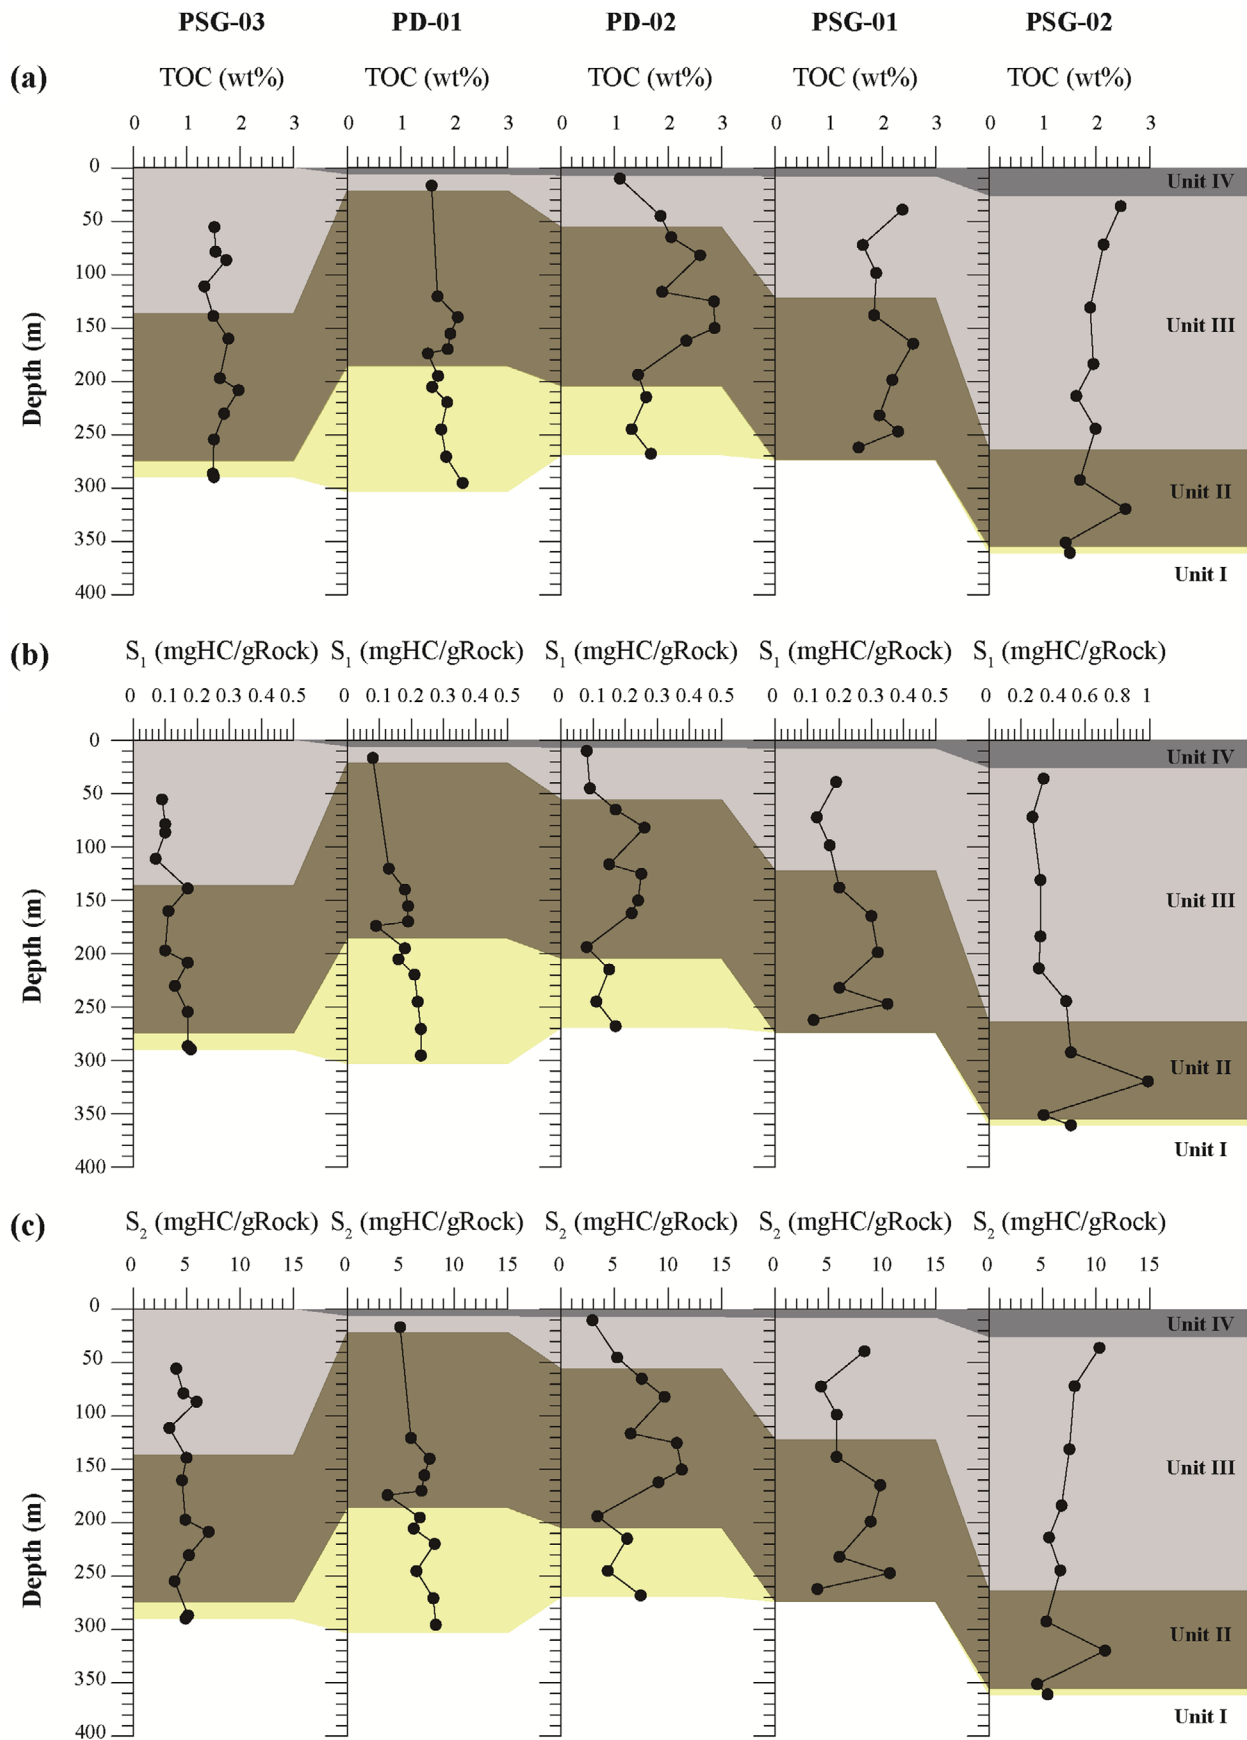 PSG-03 PD-01 PD-02 PSG-01 PSG-02
(a) TOC (wt%) TOC (wt%) TOC (wt%) TOC (wt%) TOC (wt%)
0 1 2 3 0 1 2 3 0 1 2 3 0 1 2 3 0 1 2 3
0
Unit IV
50
100
150
Unit III
200
Depth (m)
250
300
Unit II
350
Unit I
400
(b) S1 (mgHC/gRock) S1 (mgHC/gRock) S1 (mgHC/gRock) S1 (mgHC/gRock) S1 (mgHC/gRock)
0 0.1 0.2 0.3 0.4 0.5 0 0.1 0.2 0.3 0.4 0.5 0 0.1 0.2 0.3 0.4 0.5 0 0.1 0.2 0.3 0.4 0.5 0 0.2 0.4 0.6 0.8 1
0
Unit IV
50
100
150
Unit III
200
Depth (m)
250
300
Unit II
350
Unit I
400
(c) S2 (mgHC/gRock) S2 (mgHC/gRock) S2 (mgHC/gRock) S2 (mgHC/gRock) S2 (mgHC/gRock)
0 5 10 15 0 5 10 15 0 5 10 15 0 5 10 15 0 5 10 15
0
Unit IV
50
100
150
Unit III
200
Depth (m)
250
300
Unit II
350
Unit I
400